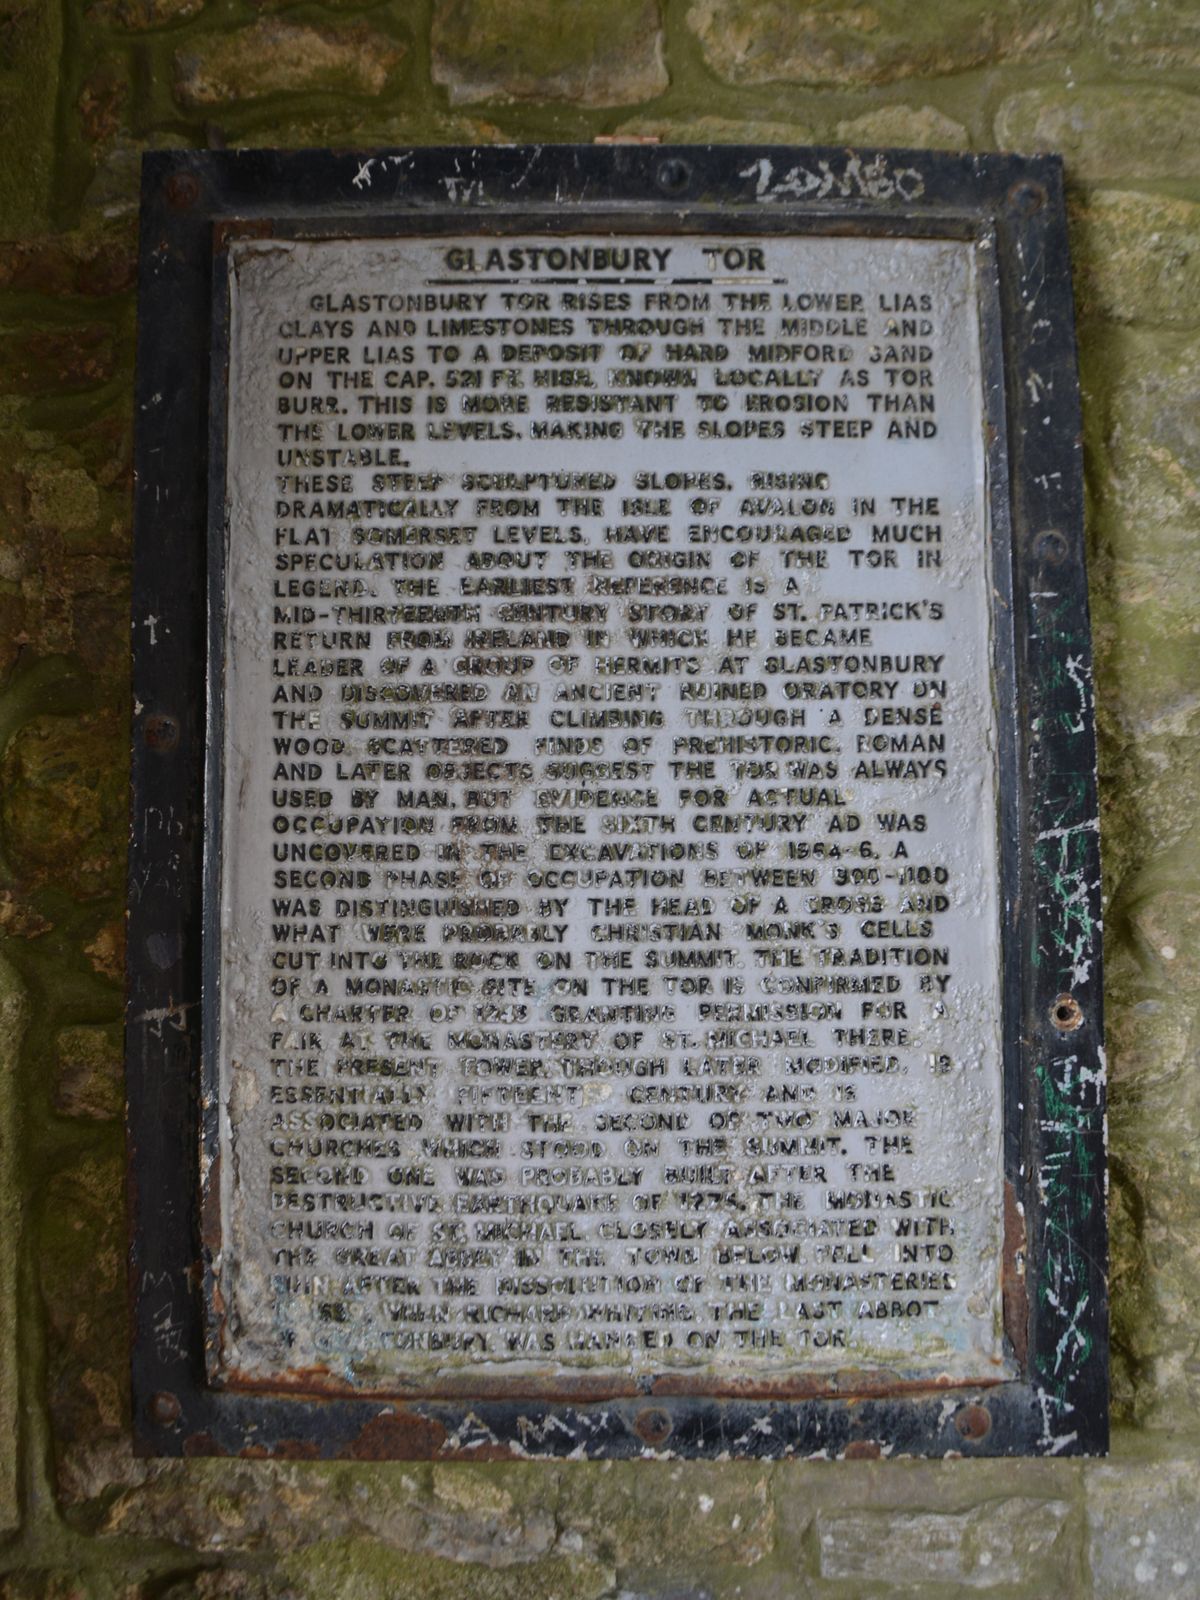 GLASTONBURY TOR
GLASTONBURY TOR RISES FROM THE LOWER LIAS
CLAYS AND LIMESTONES THROUGH THE MIDDLE AND
UPPER LIAS TO A DEPOSIT OF HARD MIDFORD SAND
ON THE CAP. 521 FT. HIGH, KNOWN LOCALLY AS TOR
BURR. THIS IS MORE RESISTANT TO EROSION THAN
THE LOWER LEVELS, MAKING THE SLOPES STEEP AND
UNSTABLE.
THESE STEEP SCULPTURED SLOPES, RISING
DRAMATICALLY FROM THE ISLE OF AVALON IN THE
FLAT SOMERSET LEVELS, HAVE ENCOURAGED MUCH
SPECULATION ABOUT THE ORIGIN OF THE TOR IN
LEGEND. THE EARLIEST REFERENCE IS A
MID-THIRTEENTH CENTURY STORY OF ST. PATRICK'S
RETURN FROM IRELAND IN WHICH HE BECAME
LEADER OF A GROUP OF HERMITS AT GLASTONBURY
AND DISCOVERED AN ANCIENT RUINED ORATORY ON
THE SUMMIT AFTER CLIMBING THROUGH A DENSE
WOOD. SCATTERED FINDS OF PREHISTORIC, ROMAN
AND LATER OBJECTS SUGGEST THE TOR WAS ALWAYS
USED BY MAN, BUT EVIDENCE FOR ACTUAL
OCCUPATION FROM THE SIXTH CENTURY AD WAS
UNCOVERED IN THE EXCAVATIONS OF 1964-6. A
SECOND PHASE OF OCCUPATION BETWEEN 900-1100
WAS DISTINGUISHED BY THE HEAD OF A CROSS AND
WHAT WERE PROBABLY CHRISTIAN MONK'S CELLS
CUT INTO THE ROCK ON THE SUMMIT. THE TRADITION
OF A MONASTIC SITE ON THE TOR IS CONFIRMED BY
A CHARTER OF 1243 GRANTING PERMISSION FOR A
FAIR AT THE MONASTERY OF ST. MICHAEL THERE.
THE PRESENT TOWER, THOUGH LATER MODIFIED, IS
ESSENTIALLY FIFTEENTH CENTURY AND IS
ASSOCIATED WITH THE SECOND OF TWO MAJOR
CHURCHES WHICH STOOD ON THE SUMMIT. THE
SECOND ONE WAS PROBABLY BUILT AFTER THE
DESTRUCTIVE EARTHQUAKE OF 1275. THE MONASTIC
CHURCH OF ST. MICHAEL, CLOSELY ASSOCIATED WITH
THE GREAT ABBEY IN THE TOWN BELOW, FELL INTO
RUIN AFTER THE DISSOLUTION OF THE MONASTERIES
WHEN RICHARD WHITING, THE LAST ABBOT
OF GLASTONBURY WAS HANGED ON THE TOR.